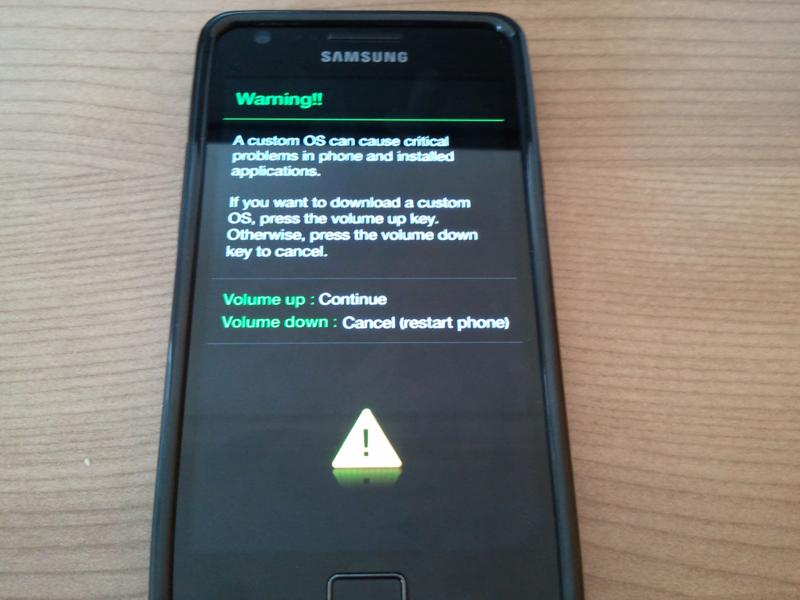 SAMSUNG
Warning!!
A custom OS can cause critical
problems in phone and installed
applications.
If you want to download a custom
OS, press the volume up key.
Otherwise, press the volume down
key to cancel.
Volume up : Continue
Volume down : Cancel (restart phone)
!